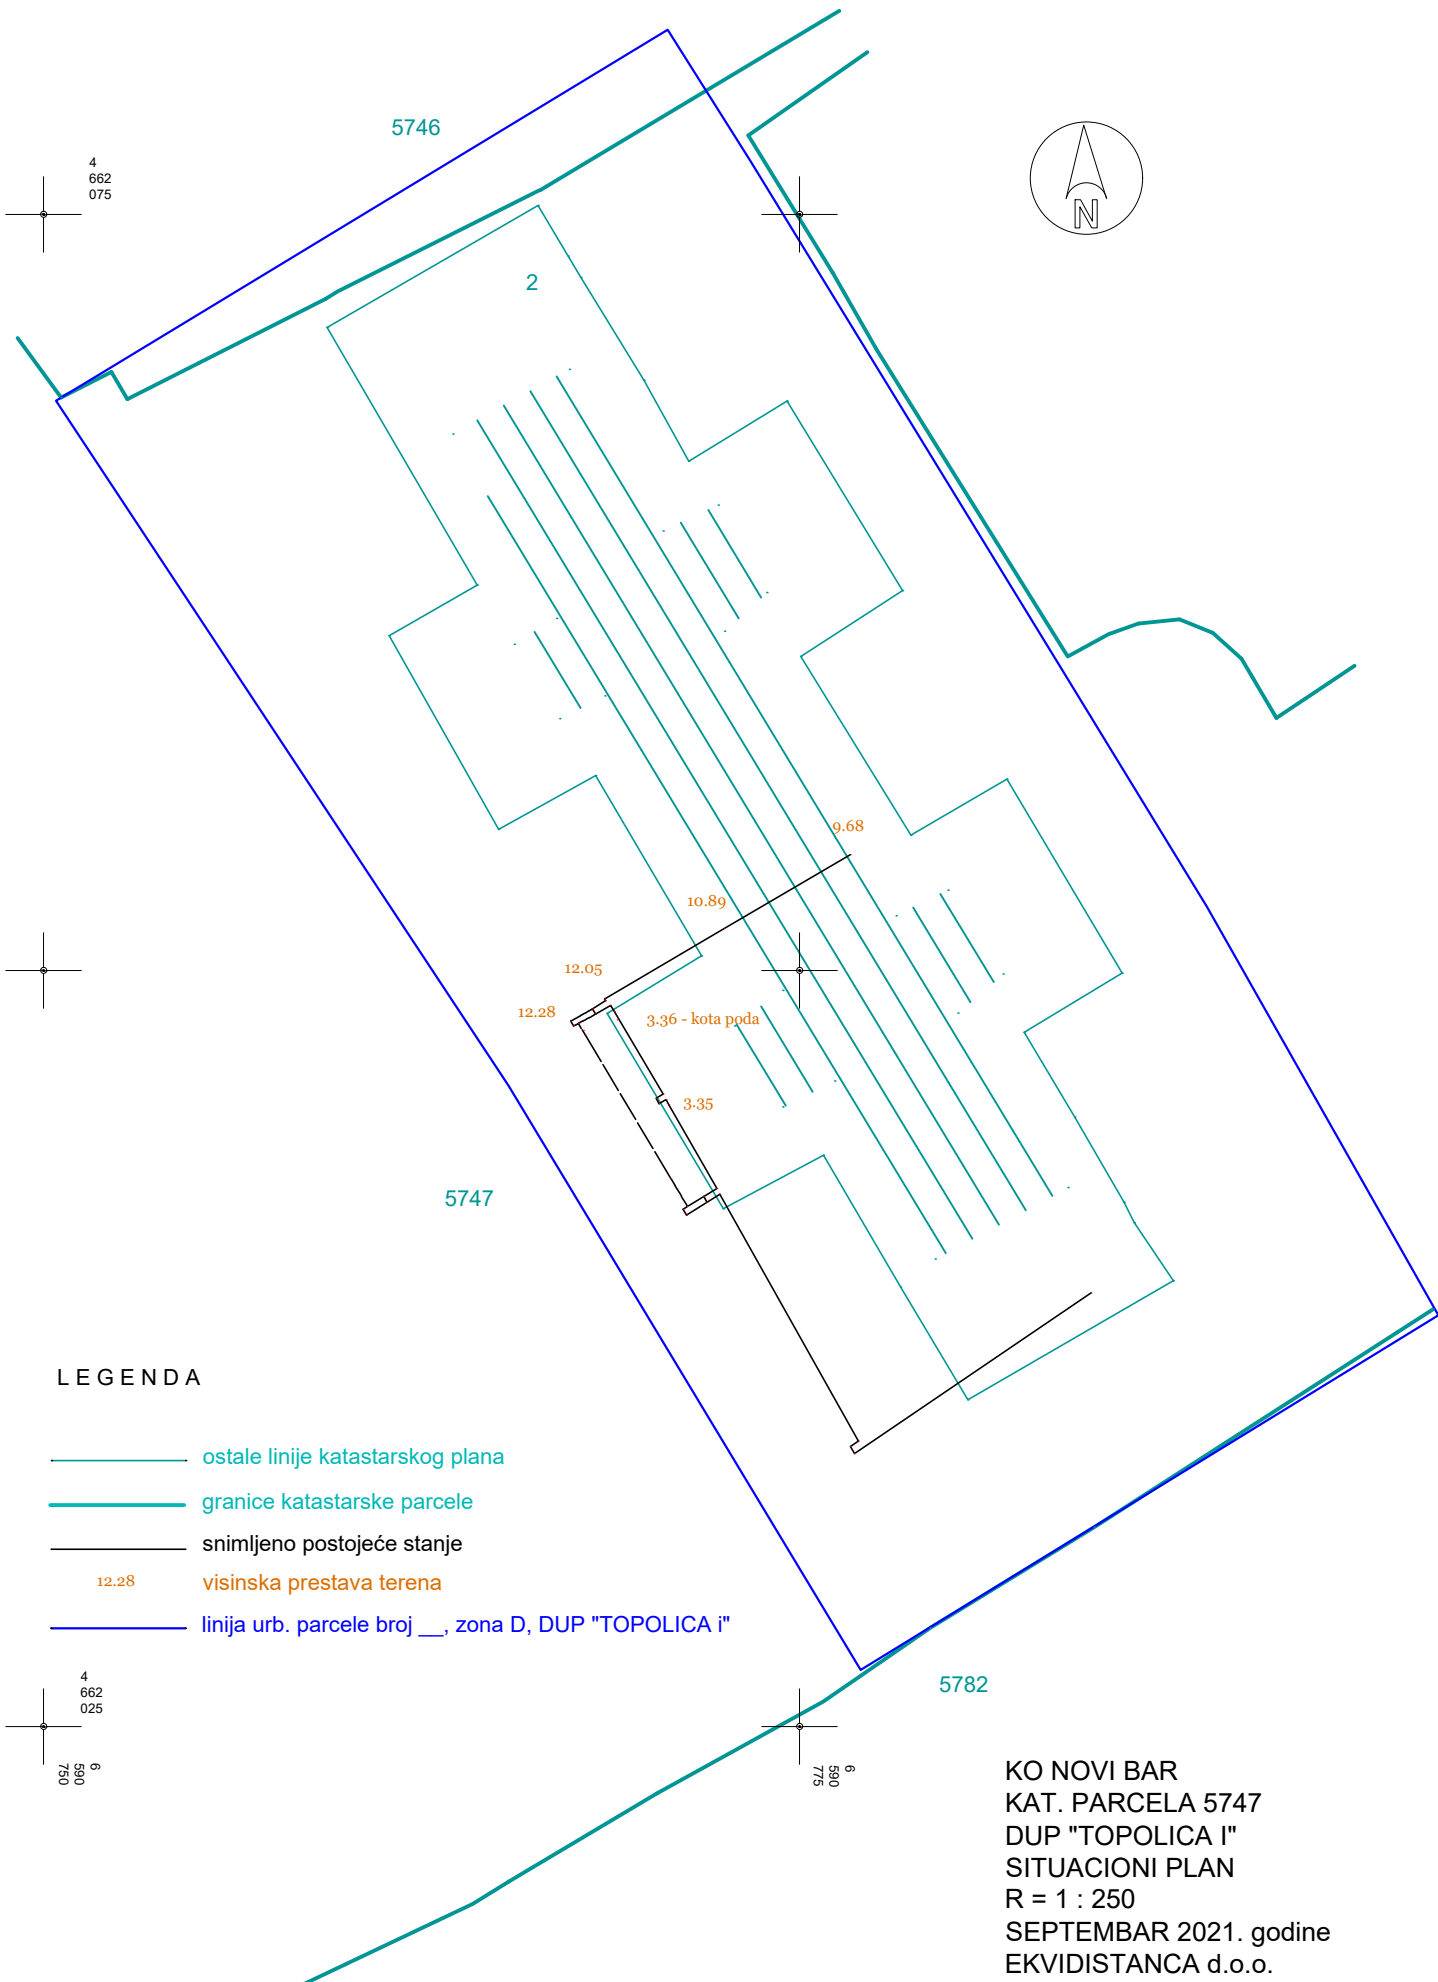 5746
4
662
075
N
2
9.68
10.89
12.05
12.28
3.36 - kota poda
3.35
5747
LEGENDA
ostale linije katastarskog plana
granice katastarske parcele
snimljeno postojeće stanje
12.28 visinska prestava terena
linija urb. parcele broj __, zona D, DUP "TOPOLICA i"
4
662
025
5782
6
590
750
6
590
775
KO NOVI BAR
KAT. PARCELA 5747
DUP "TOPOLICA I"
SITUACIONI PLAN
R = 1 : 250
SEPTEMBAR 2021. godine
EKVIDISTANCA d.o.o.